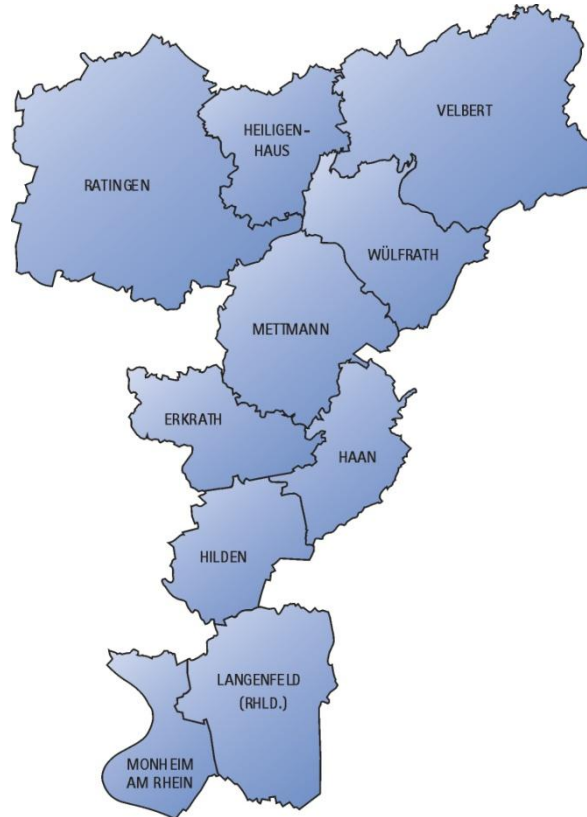 VELBERT
HEILIGEN-
HAUS
RATINGEN
WÜLFRATH
METTMANN
ERKRATH
HAAN
HILDEN
LANGENFELD
(RHLD.)
MONHEIM
AM RHEIN